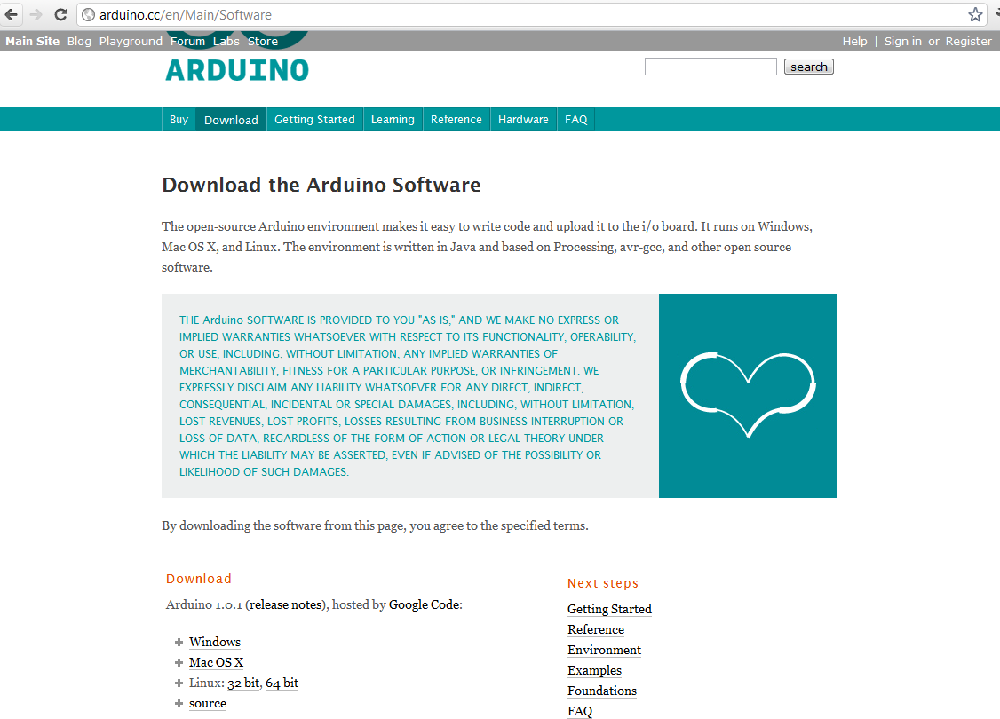 arduino.cc/en/Main/Software
Main Site Blog Playground Forum Labs Store
Help | Sign in or Register
ARDUINO
search
Buy Download Getting Started Learning Reference Hardware FAQ
Download the Arduino Software
The open-source Arduino environment makes it easy to write code and upload it to the i/o board. It runs on Windows,
Mac OS X, and Linux. The environment is written in Java and based on Processing, avr-gcc, and other open source
software.
THE Arduino SOFTWARE IS PROVIDED TO YOU "AS IS," AND WE MAKE NO EXPRESS OR
IMPLIED WARRANTIES WHATSOEVER WITH RESPECT TO ITS FUNCTIONALITY, OPERABILITY,
OR USE, INCLUDING, WITHOUT LIMITATION, ANY IMPLIED WARRANTIES OF
MERCHANTABILITY, FITNESS FOR A PARTICULAR PURPOSE, OR INFRINGEMENT. WE
EXPRESSLY DISCLAIM ANY LIABILITY WHATSOEVER FOR ANY DIRECT, INDIRECT,
CONSEQUENTIAL, INCIDENTAL OR SPECIAL DAMAGES, INCLUDING, WITHOUT LIMITATION,
LOST REVENUES, LOST PROFITS, LOSSES RESULTING FROM BUSINESS INTERRUPTION OR
LOSS OF DATA, REGARDLESS OF THE FORM OF ACTION OR LEGAL THEORY UNDER
WHICH THE LIABILITY MAY BE ASSERTED, EVEN IF ADVISED OF THE POSSIBILITY OR
LIKELIHOOD OF SUCH DAMAGES.
By downloading the software from this page, you agree to the specified terms.
Download
Arduino 1.0.1 (release notes), hosted by Google Code:
Windows
Mac OS X
Linux: 32 bit, 64 bit
source
Next steps
Getting Started
Reference
Environment
Examples
Foundations
FAQ